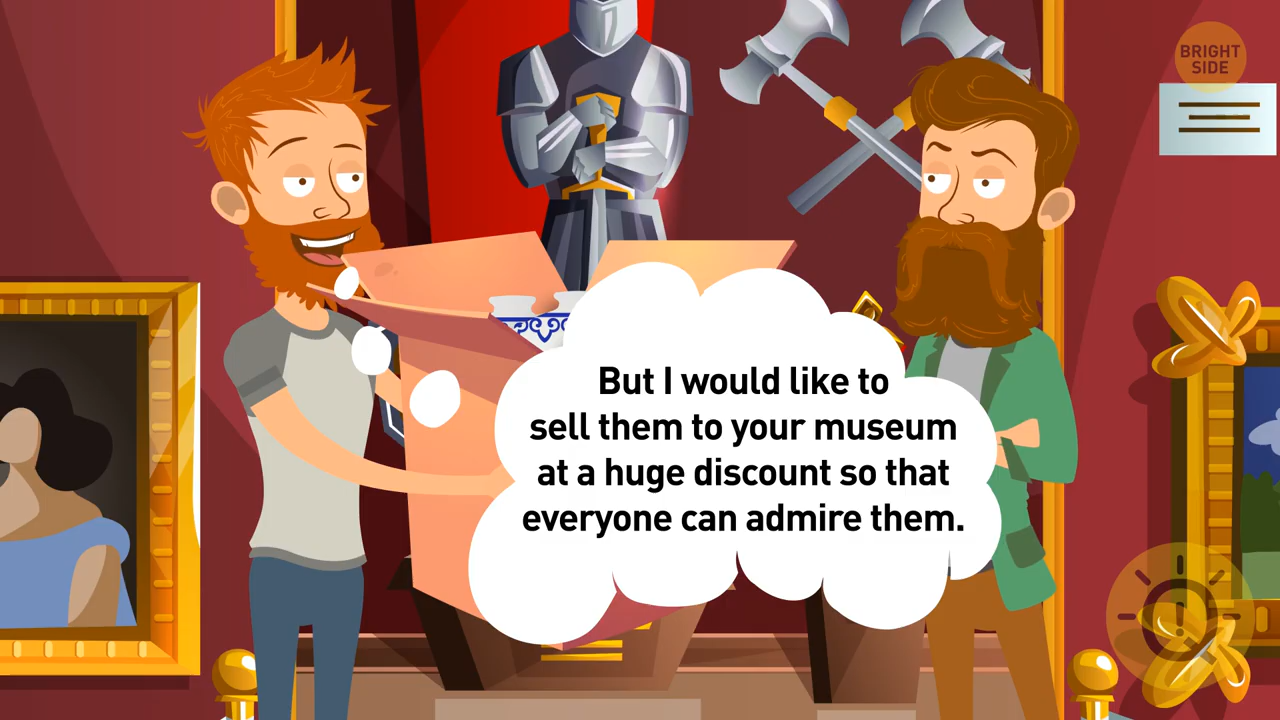 BRIGHT
SIDE
But I would like to
sell them to your museum
at a huge discount so that
everyone can admire them.